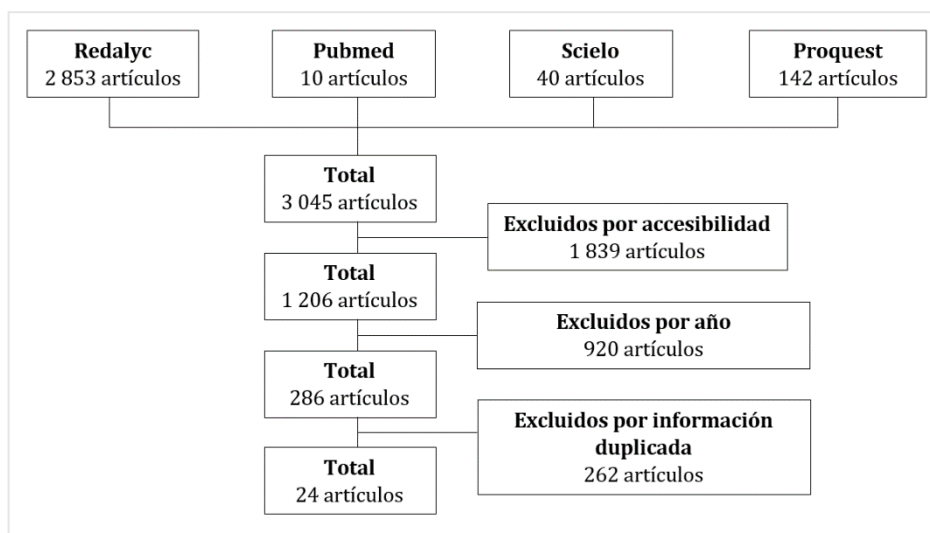 Redalyc
2 853 artículos
Pubmed
10 artículos
Scielo
40 artículos
Proquest
142 artículos
Total
3 045 artículos
Excluidos por accesibilidad
1 839 artículos
Total
1 206 artículos
Excluidos por año
920 artículos
Total
286 artículos
Excluidos por información
duplicada
262 artículos
Total
24 artículos